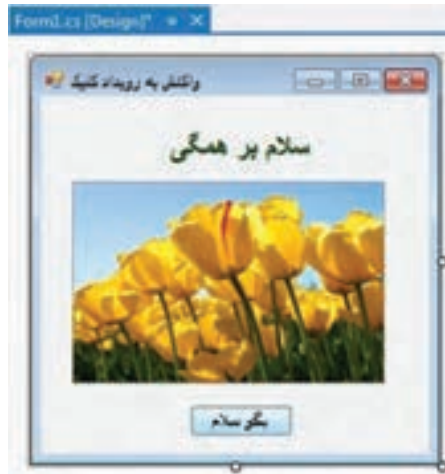 Form1.cs [Design]*
واکنش به رویداد کلیک
سلام بر همگی
بگو سلام